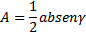 A = 1/2 absenγ